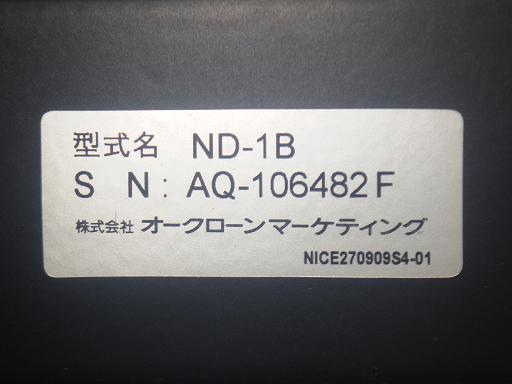 型式名 ND-1B
S N : AQ-106482F
株式会社 オークローンマーケティング
NICE270909S4-01